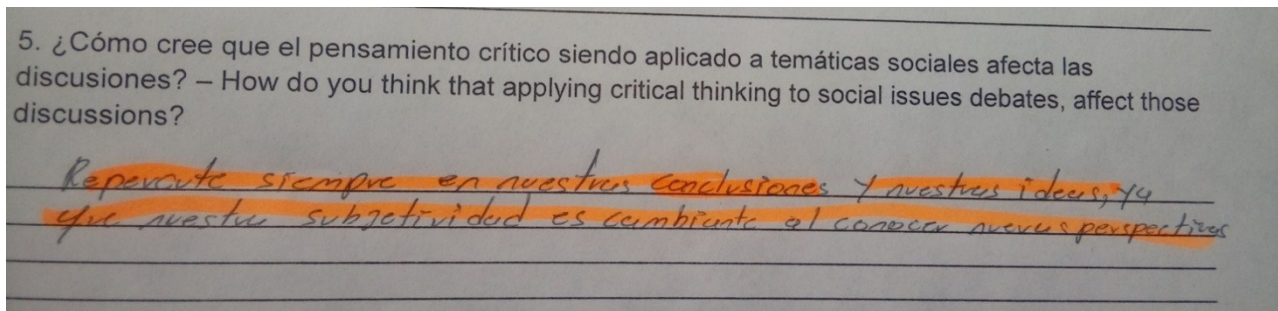 5. ¿Cómo cree que el pensamiento crítico siendo aplicado a temáticas sociales afecta las
discusiones? – How do you think that applying critical thinking to social issues debates, affect those
discussions?
Repercute siempre en nuestras conclusiones y nuestras ideas, ya
que nuestra subjetividad es cambiante al conocer nuevas perspectivas